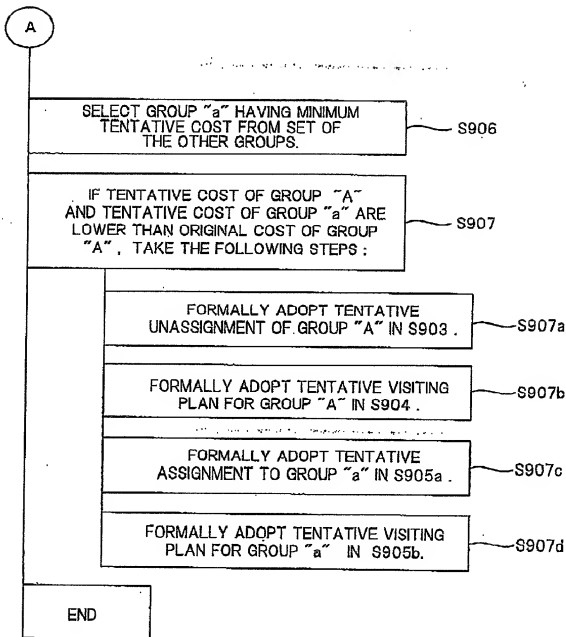 A
SELECT GROUP "a" HAVING MINIMUM
TENTATIVE COST FROM SET OF
THE OTHER GROUPS.
S906
IF TENTATIVE COST OF GROUP "A"
AND TENTATIVE COST OF GROUP "a" ARE
LOWER THAN ORIGINAL COST OF GROUP
"A", TAKE THE FOLLOWING STEPS :
S907
FORMALLY ADOPT TENTATIVE
UNASSIGNMENT OF GROUP "A" IN S903 .
S907a
FORMALLY ADOPT TENTATIVE VISITING
PLAN FOR GROUP "A" IN S904 .
S907b
FORMALLY ADOPT TENTATIVE
ASSIGNMENT TO GROUP "a" IN S905a .
S907c
FORMALLY ADOPT TENTATIVE VISITING
PLAN FOR GROUP "a" IN S905b.
S907d
END